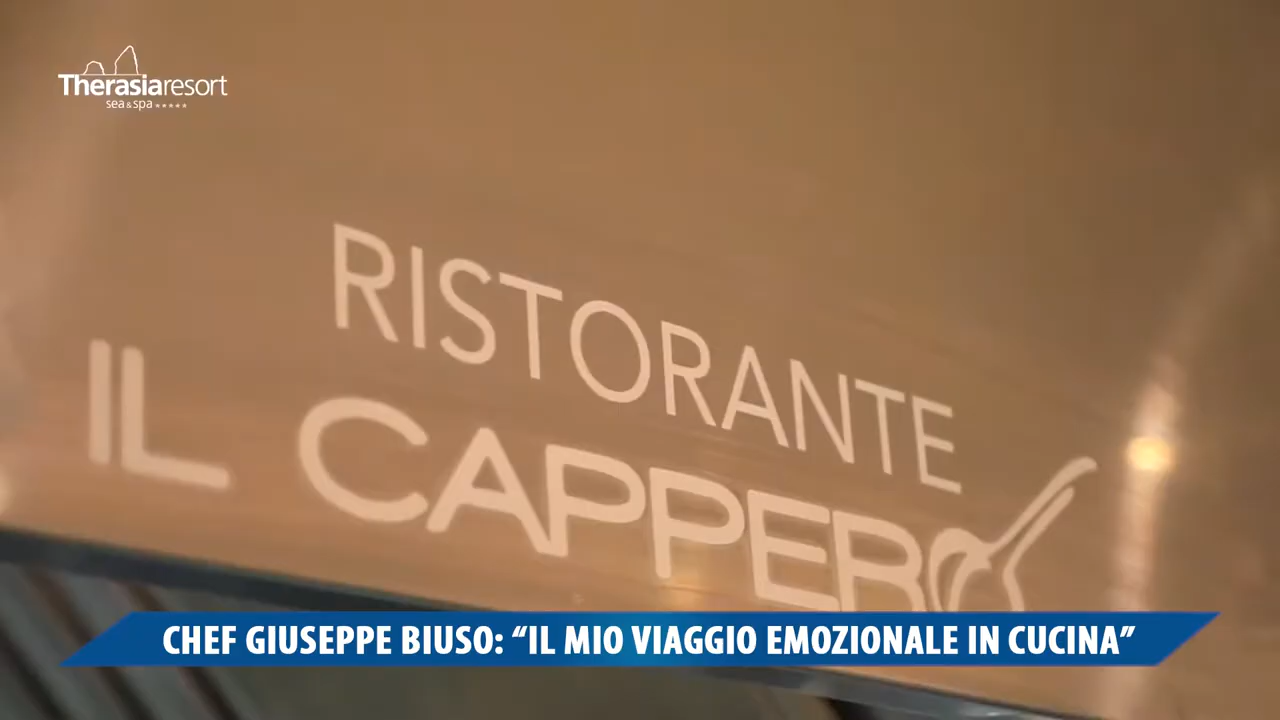 Therasiaresort
sea&spa★★★★★
RISTORANTE
IL CAPPERO
CHEF GIUSEPPE BIUSO: “IL MIO VIAGGIO EMOZIONALE IN CUCINA”